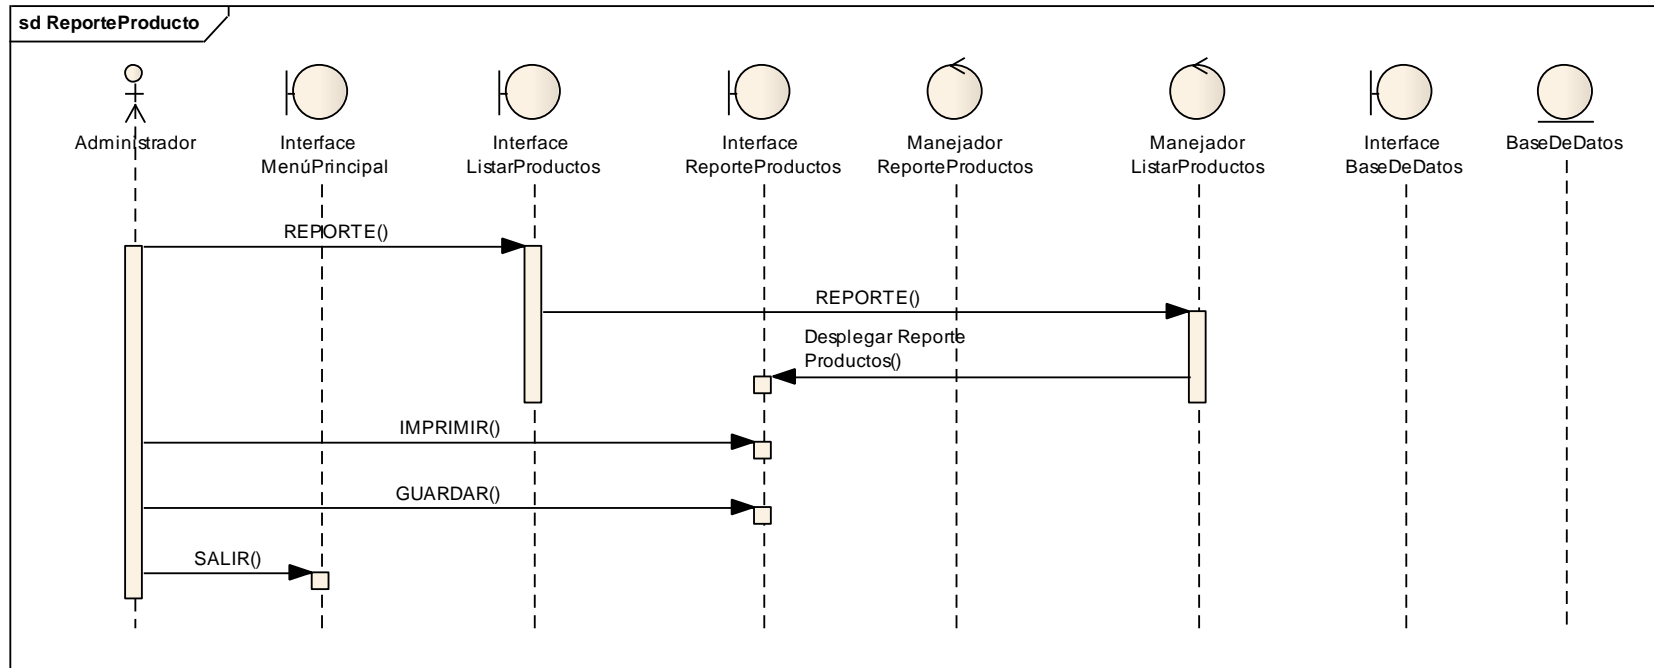 sd ReporteProducto
Administrador
Interface
MenúPrincipal
Interface
ListarProductos
Interface
ReporteProductos
Manejador
ReporteProductos
Manejador
ListarProductos
Interface
BaseDeDatos
BaseDeDatos
REPORTE()
REPORTE()
Desplegar Reporte
Productos()
IMPRIMIR()
GUARDAR()
SALIR()